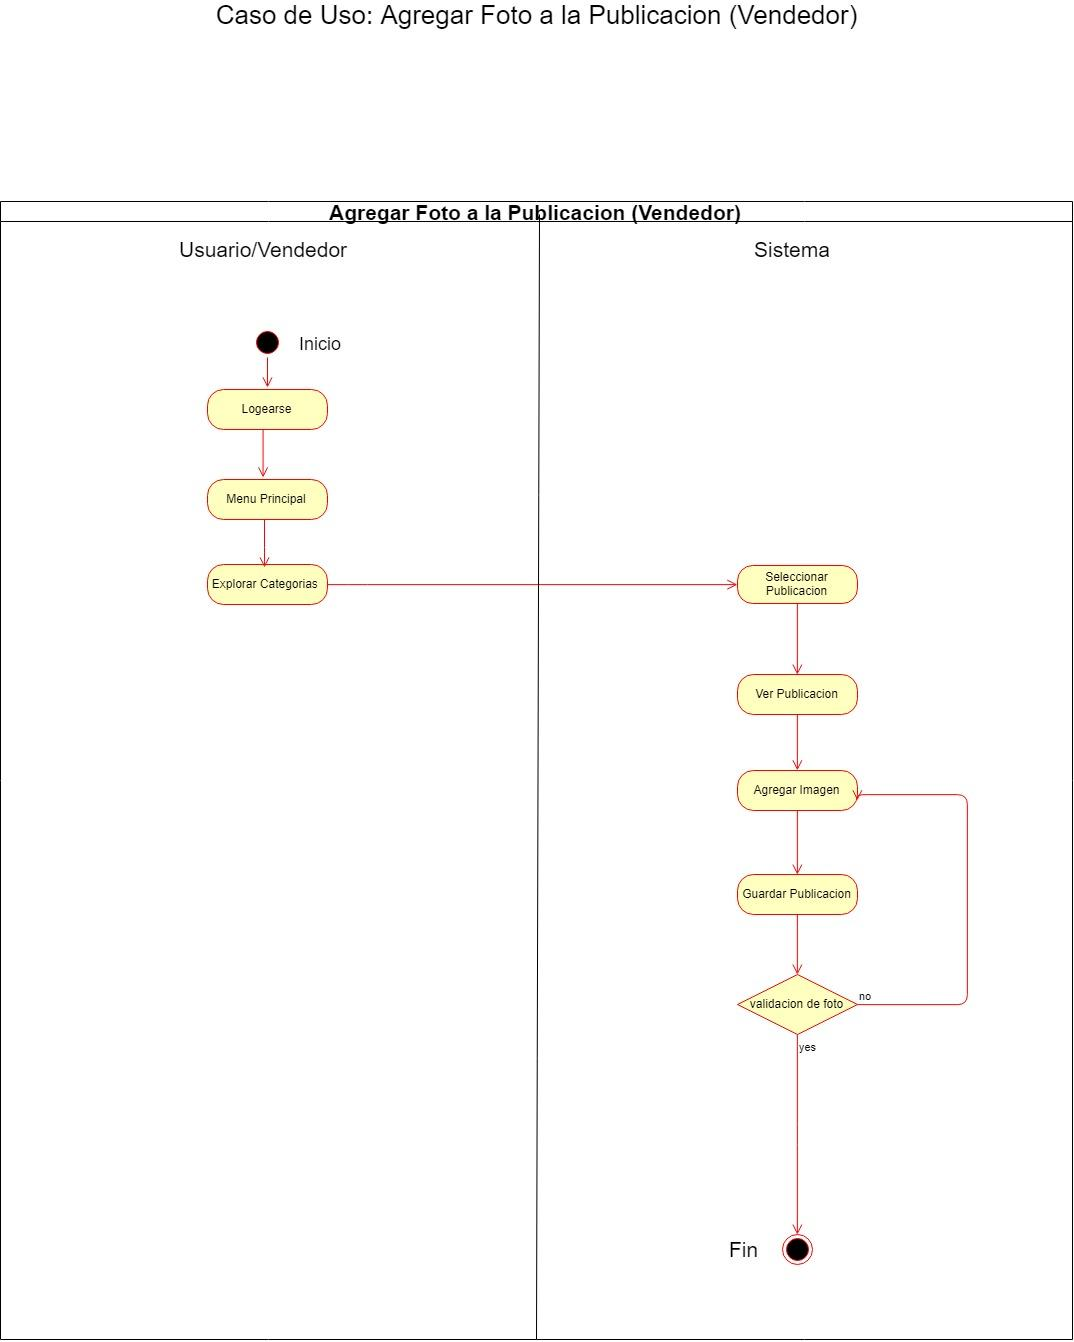 Caso de Uso: Agregar Foto a la Publicacion (Vendedor)
Agregar Foto a la Publicacion (Vendedor)
Usuario/Vendedor
Sistema
Inicio
Logearse
Menu Principal
Explorar Categorias
Seleccionar
Publicacion
Ver Publicacion
Agregar Imagen
Guardar Publicacion
validacion de foto
no
yes
Fin